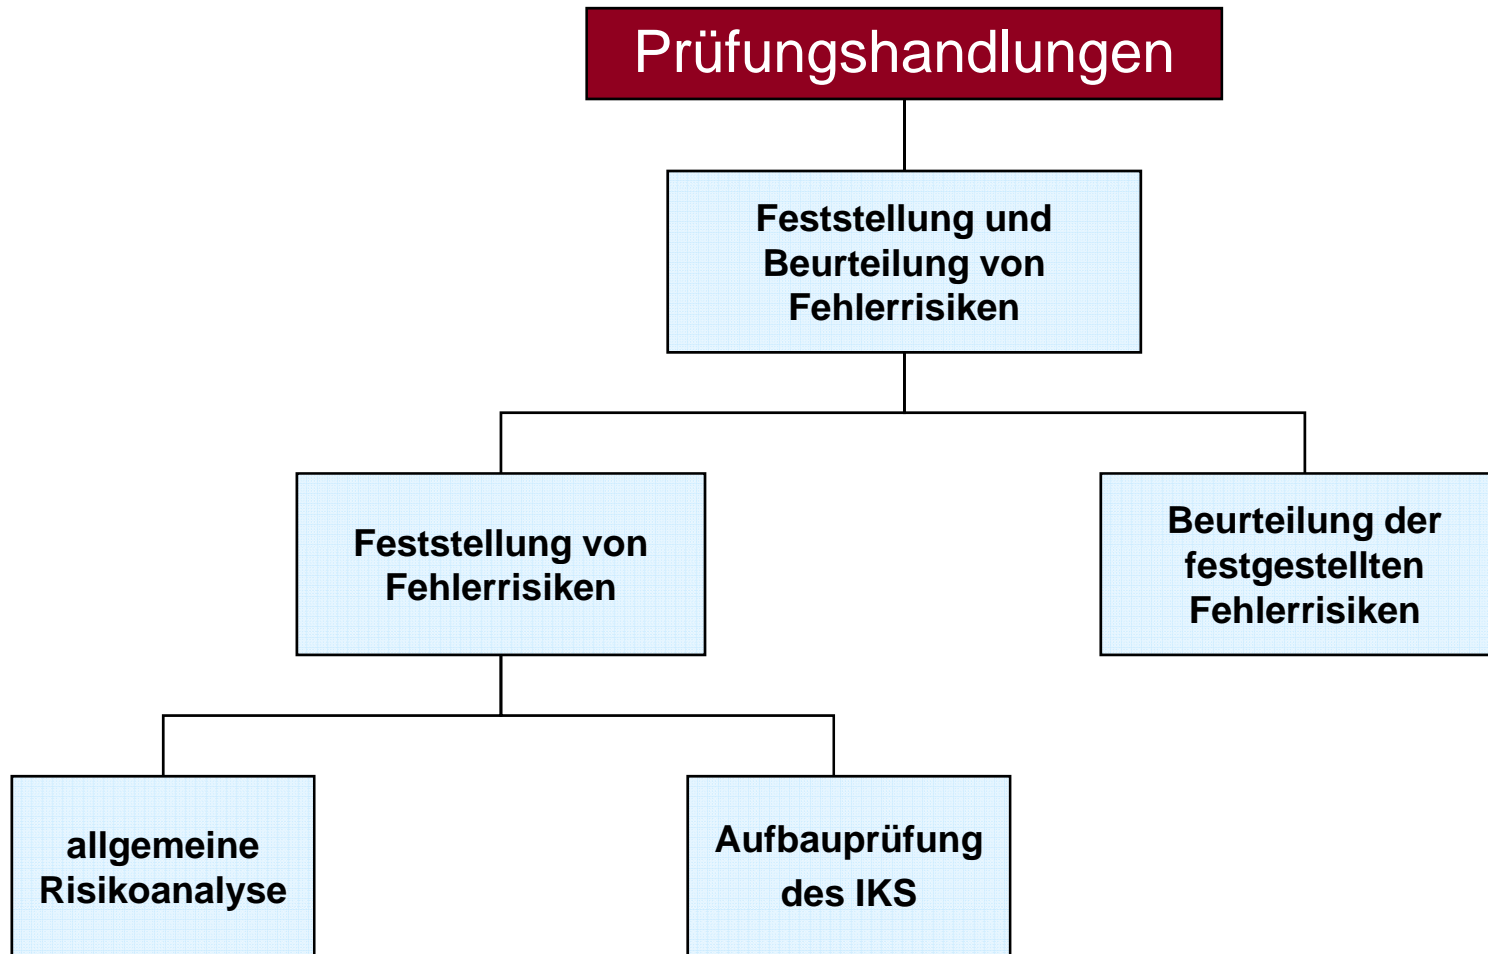 Prüfungshandlungen
Feststellung und
Beurteilung von
Fehlerrisiken
Feststellung von
Fehlerrisiken
Beurteilung der
festgestellten
Fehlerrisiken
allgemeine
Risikoanalyse
Aufbauprüfung
des IKS